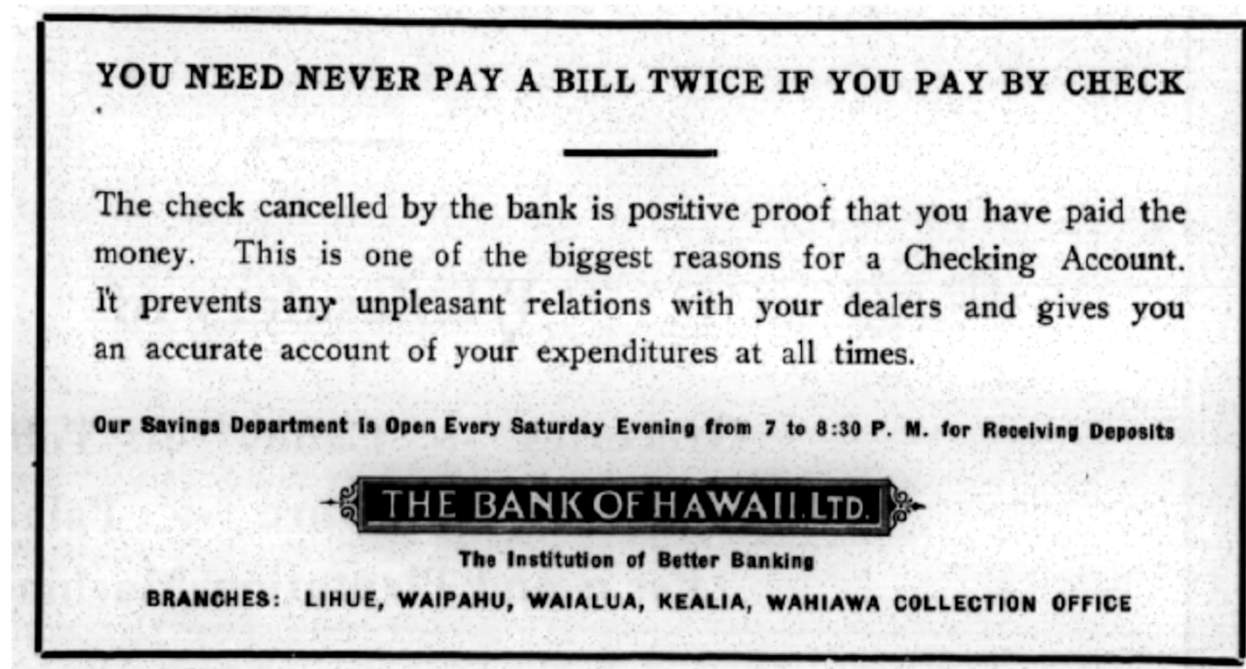 YOU NEED NEVER PAY A BILL TWICE IF YOU PAY BY CHECK
The check cancelled by the bank is positive proof that you have paid the
money. This is one of the biggest reasons for a Checking Account.
It prevents any unpleasant relations with your dealers and gives you
an accurate account of your expenditures at all times.
Our Savings Department is Open Every Saturday Evening from 7 to 8:30 P. M. for Receiving Deposits
THE BANK OF HAWAII, LTD.
The Institution of Better Banking
BRANCHES: LIHUE, WAIPAHU, WAIALUA, KEALIA, WAHIAWA COLLECTION OFFICE